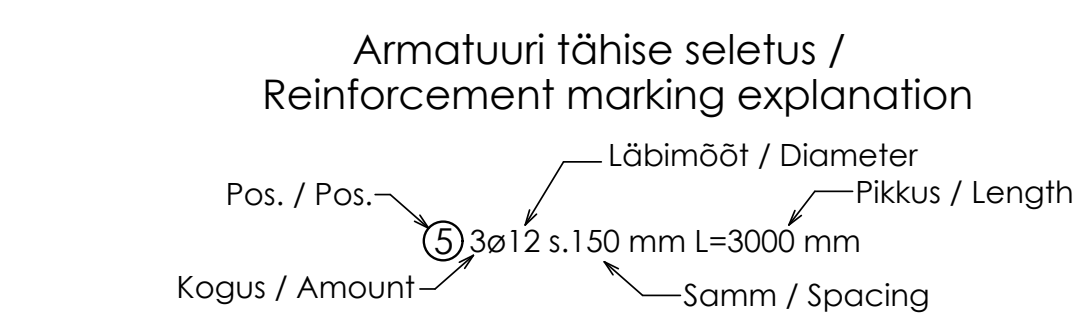 Armatuuri tähise seletus /
Reinforcement marking explanation
Läbimõõt / Diameter
Pos. / Pos.
Pikkus / Length
5 3ø12 s.150 mm L=3000 mm
Kogus / Amount
Samm / Spacing